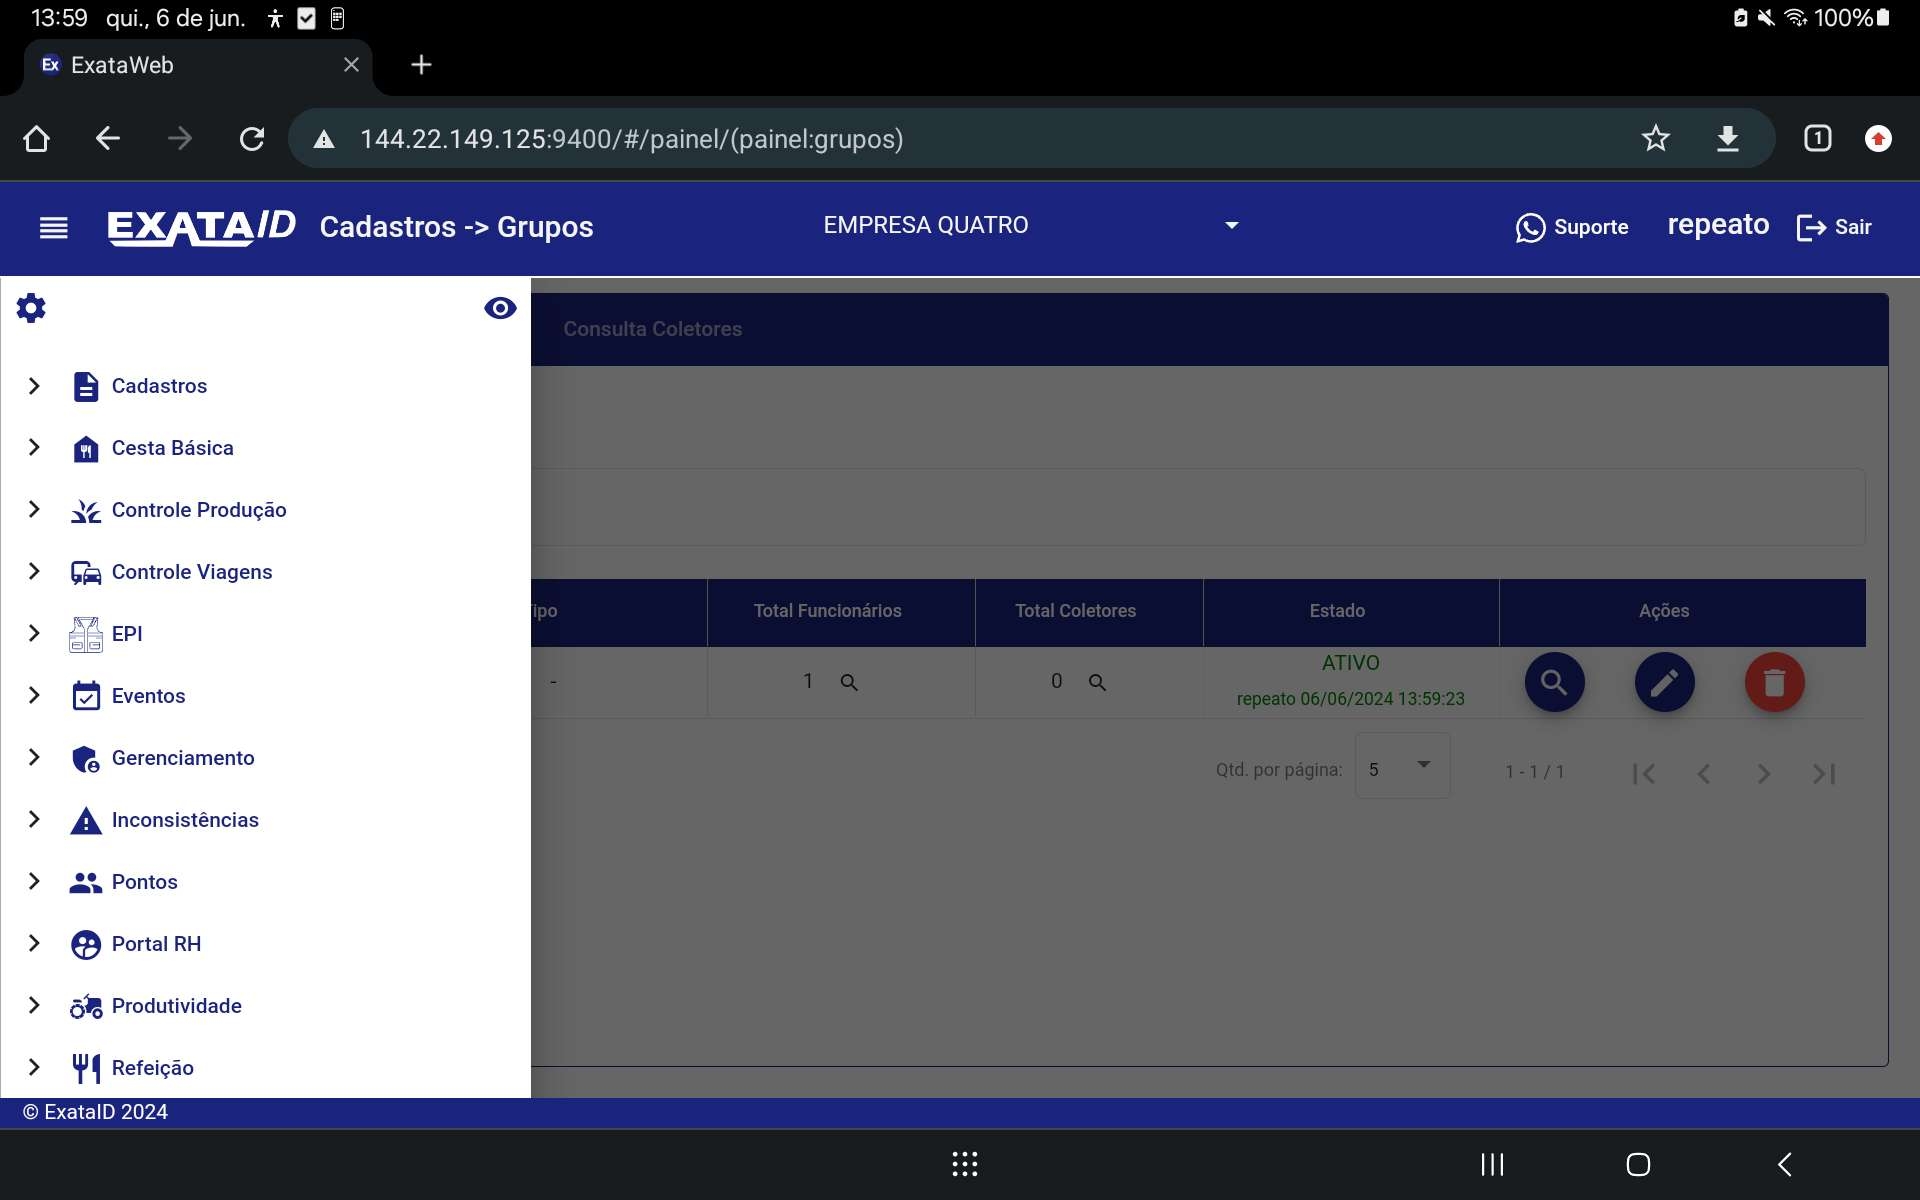 13:59 qui., 6 de jun. 100%
Ex ExataWeb
144.22.149.125:9400/#/painel/(painel:grupos) 1
EXATAID Cadastros -> Grupos EMPRESA QUATRO Suporte repeato Sair
Consulta Coletores
Cadastros
Cesta Básica
Controle Produção
Controle Viagens
EPI
Eventos
Gerenciamento
Inconsistências
Pontos
Portal RH
Produtividade
Refeição
Total Funcionários Total Coletores Estado Ações
- 1 0 ATIVO
repeato 06/06/2024 13:59:23
Qtd. por página: 5 1 - 1 / 1
© ExataID 2024